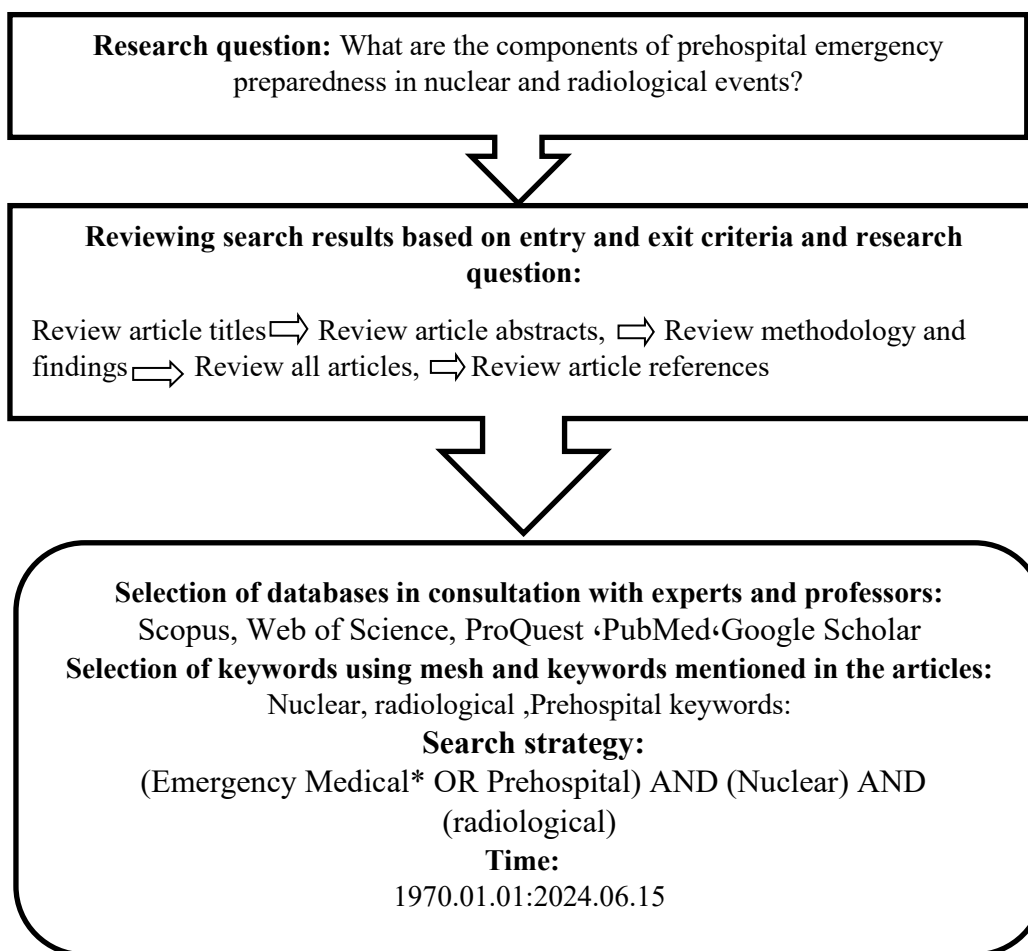 Research question: What are the components of prehospital emergency
preparedness in nuclear and radiological events?
Reviewing search results based on entry and exit criteria and research
question:
Review article titles Review article abstracts, Review methodology and
findings Review all articles, Review article references
Selection of databases in consultation with experts and professors:
Scopus, Web of Science, ProQuest ،PubMed،Google Scholar
Selection of keywords using mesh and keywords mentioned in the articles:
Nuclear, radiological ,Prehospital keywords:
Search strategy:
(Emergency Medical* OR Prehospital) AND (Nuclear) AND
(radiological)
Time:
1970.01.01:2024.06.15